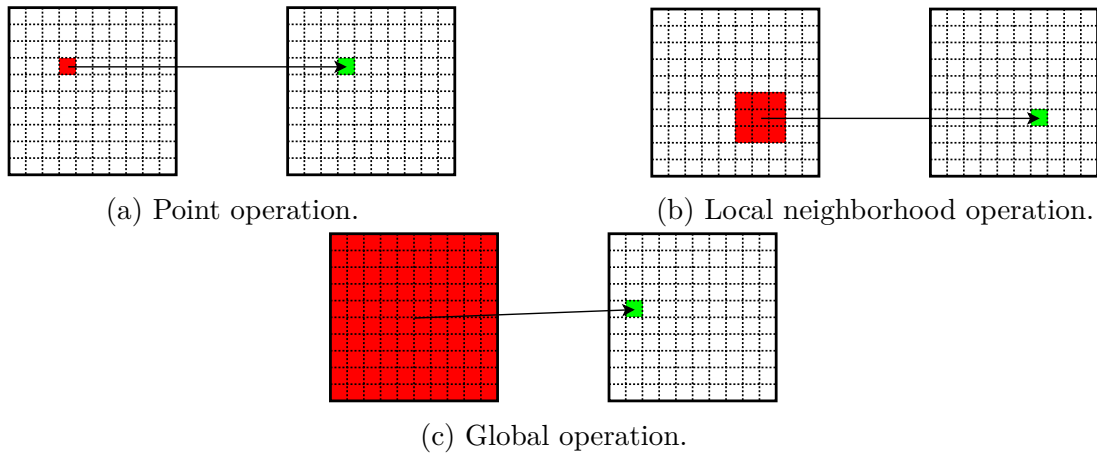 (a) Point operation.
(b) Local neighborhood operation.
(c) Global operation.